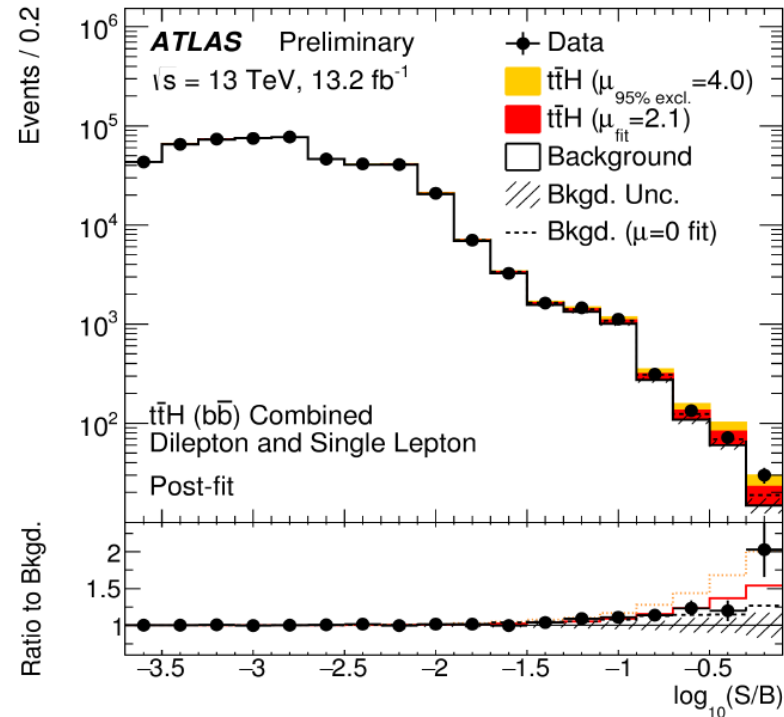 Events / 0.2
10⁶
10⁵
10⁴
10³
10²
ATLAS Preliminary
√s = 13 TeV, 13.2 fb⁻¹
Data
tt̄H (μ95% excl.=4.0)
tt̄H (μfit=2.1)
Background
Bkgd. Unc.
Bkgd. (μ=0 fit)
tt̄H (bb̄) Combined
Dilepton and Single Lepton
Post-fit
Ratio to Bkgd.
2
1.5
1
−3.5 −3 −2.5 −2 −1.5 −1 −0.5
log₁₀(S/B)